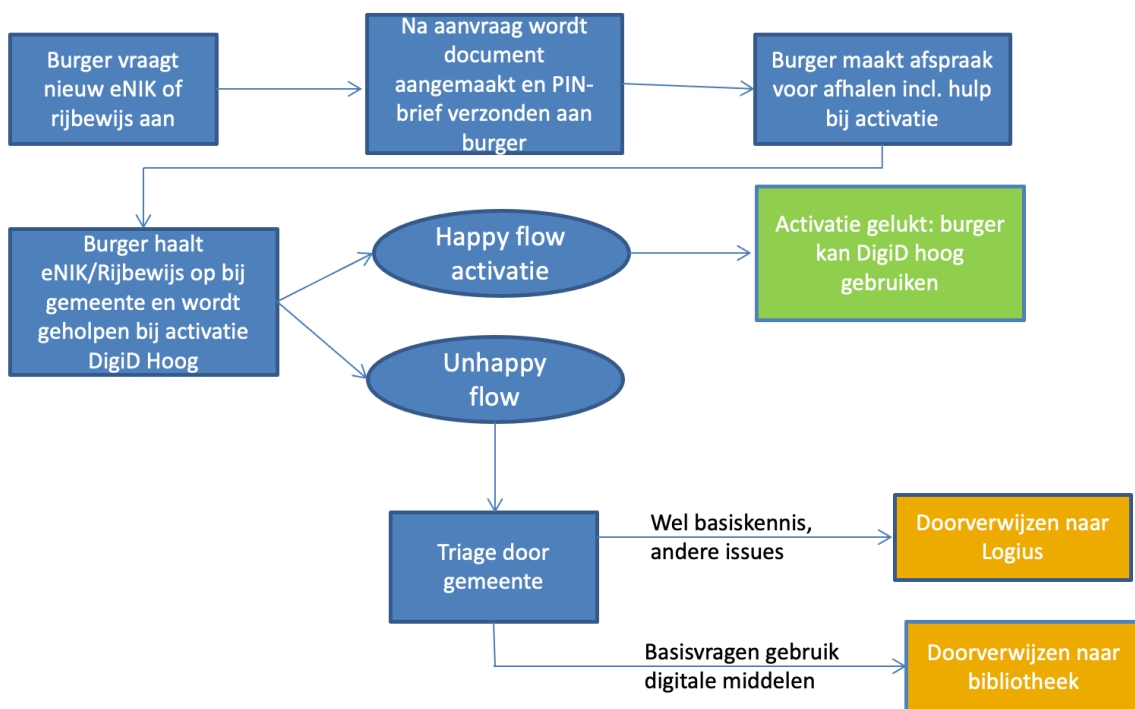 Burger vraagt
nieuw eNIK of
rijbewijs aan
Na aanvraag wordt
document
aangemaakt en PIN-
brief verzonden aan
burger
Burger maakt afspraak
voor afhalen incl. hulp
bij activatie
Burger haalt
eNIK/Rijbewijs op bij
gemeente en wordt
geholpen bij activatie
DigiD Hoog
Happy flow
activatie
Activatie gelukt: burger
kan DigiD hoog
gebruiken
Unhappy
flow
Triage door
gemeente
Wel basiskennis,
andere issues
Doorverwijzen naar
Logius
Basisvragen gebruik
digitale middelen
Doorverwijzen naar
bibliotheek